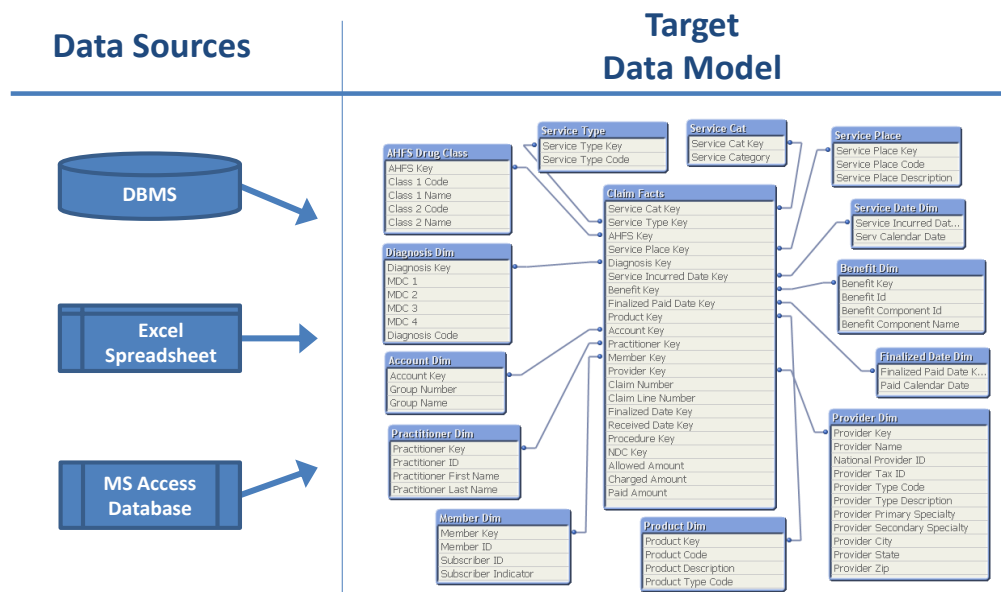 Data Sources
Target
Data Model
DBMS
Excel
Spreadsheet
MS Access
Database
AHFS Drug Class
AHFS Key
Class 1 Code
Class 1 Name
Class 2 Code
Class 2 Name
Service Type
Service Type Key
Service Type Code
Service Cat
Service Cat Key
Service Category
Service Place
Service Place Key
Service Place Code
Service Place Description
Diagnosis Dim
Diagnosis Key
MDC 1
MDC 2
MDC 3
MDC 4
Diagnosis Code
Claim Facts
Service Cat Key
Service Type Key
AHFS Key
Service Place Key
Diagnosis Key
Service Incurred Date Key
Benefit Key
Finalized Paid Date Key
Product Key
Account Key
Practitioner Key
Member Key
Provider Key
Claim Number
Claim Line Number
Finalized Date Key
Received Date Key
Procedure Key
NDC Key
Allowed Amount
Charged Amount
Paid Amount
Service Date Dim
Service Incurred Dat...
Serv Calendar Date
Benefit Dim
Benefit Key
Benefit Id
Benefit Component Id
Benefit Component Name
Finalized Date Dim
Finalized Paid Date K...
Paid Calendar Date
Account Dim
Account Key
Group Number
Group Name
Practitioner Dim
Practitioner Key
Practitioner ID
Practitioner First Name
Practitioner Last Name
Member Dim
Member Key
Member ID
Subscriber ID
Subscriber Indicator
Product Dim
Product Key
Product Code
Product Description
Product Type Code
Provider Dim
Provider Key
Provider Name
National Provider ID
Provider Tax ID
Provider Type Code
Provider Type Description
Provider Primary Specialty
Provider Secondary Specialty
Provider City
Provider State
Provider Zip